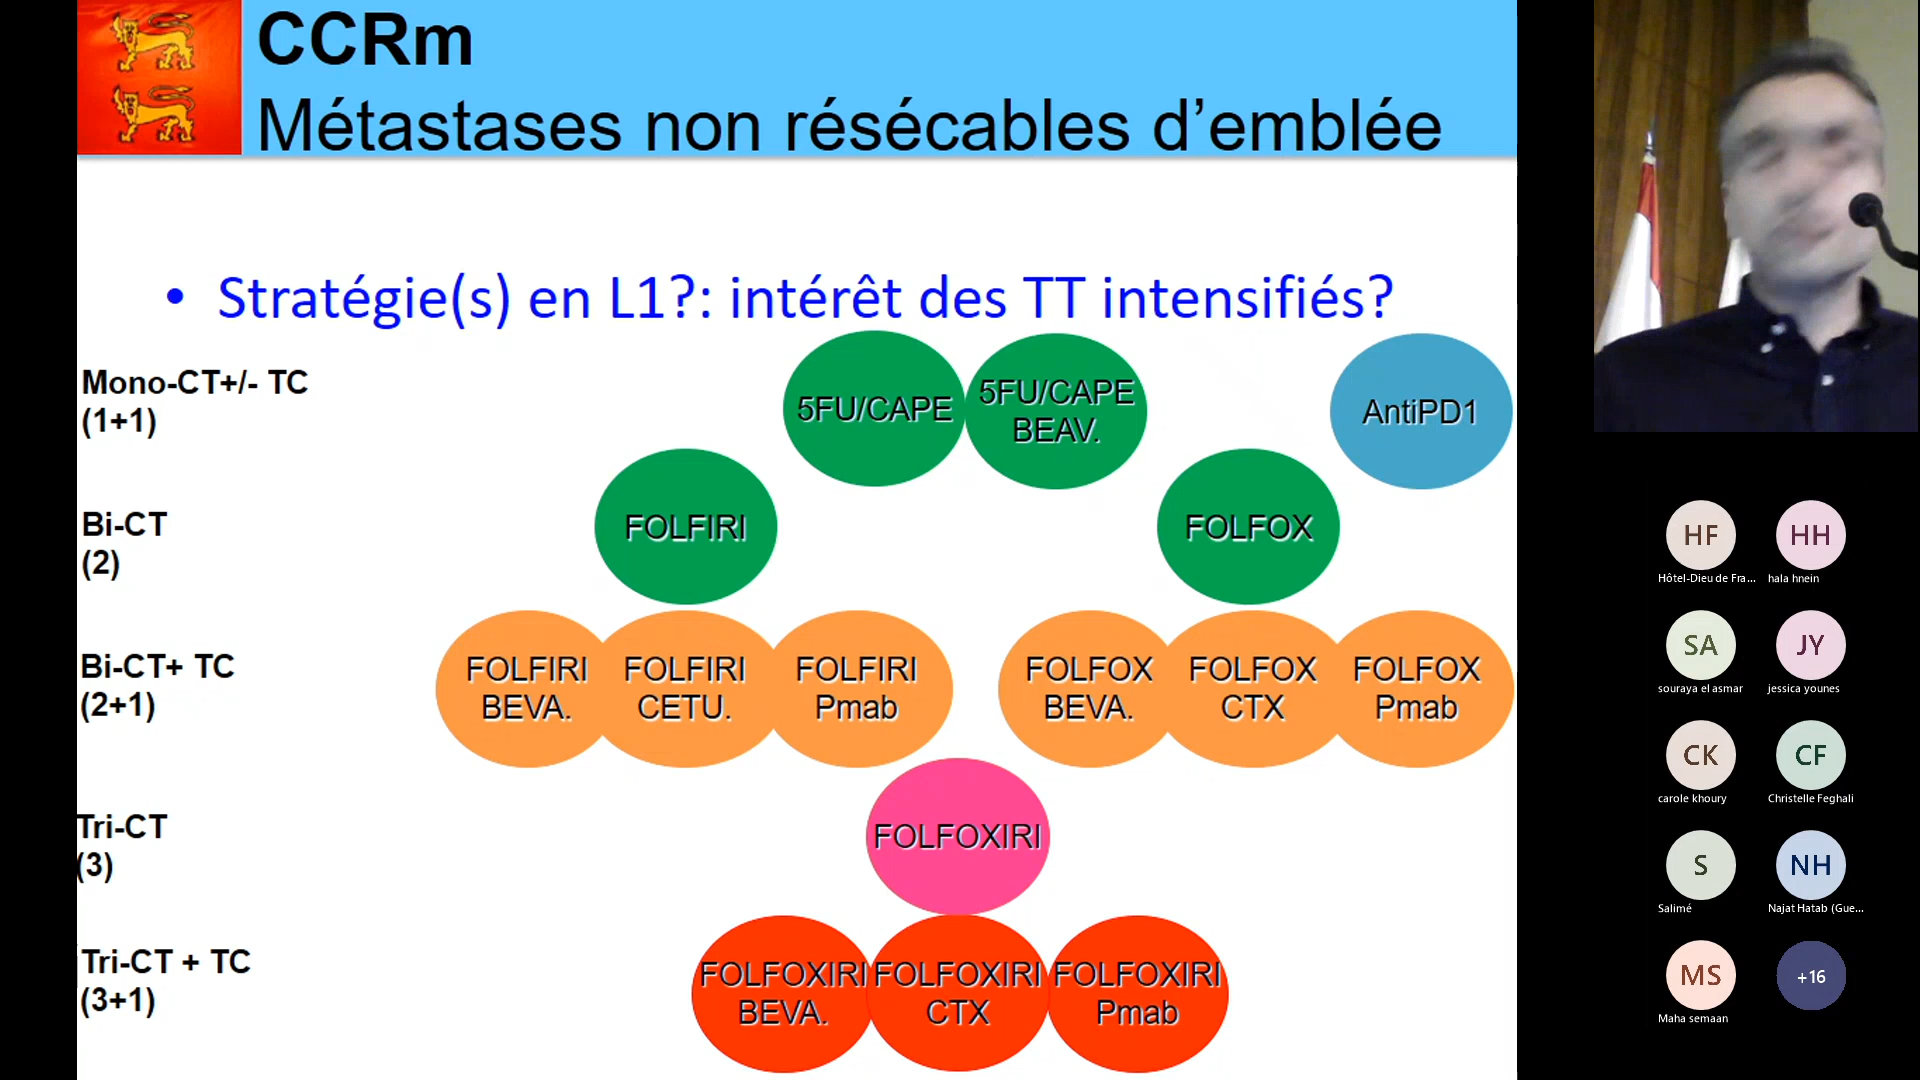 CCRm
Métastases non résécables d’emblée
• Stratégie(s) en L1?: intérêt des TT intensifiés?
Mono-CT+/- TC
(1+1)
5FU/CAPE
5FU/CAPE
BEAV.
AntiPD1
Bi-CT
(2)
FOLFIRI
FOLFOX
Bi-CT+ TC
(2+1)
FOLFIRI
BEVA.
FOLFIRI
CETU.
FOLFIRI
Pmab
FOLFOX
BEVA.
FOLFOX
CTX
FOLFOX
Pmab
Tri-CT
(3)
FOLFOXIRI
Tri-CT + TC
(3+1)
FOLFOXIRI
BEVA.
FOLFOXIRI
CTX
FOLFOXIRI
Pmab
HF
Hôtel-Dieu de Fra...
HH
hala hnein
SA
souraya el asmar
JY
jessica younes
CK
carole khoury
CF
Christelle Feghali
S
Salimé
NH
Najat Hatab (Gue...
MS
Maha semaan
+16